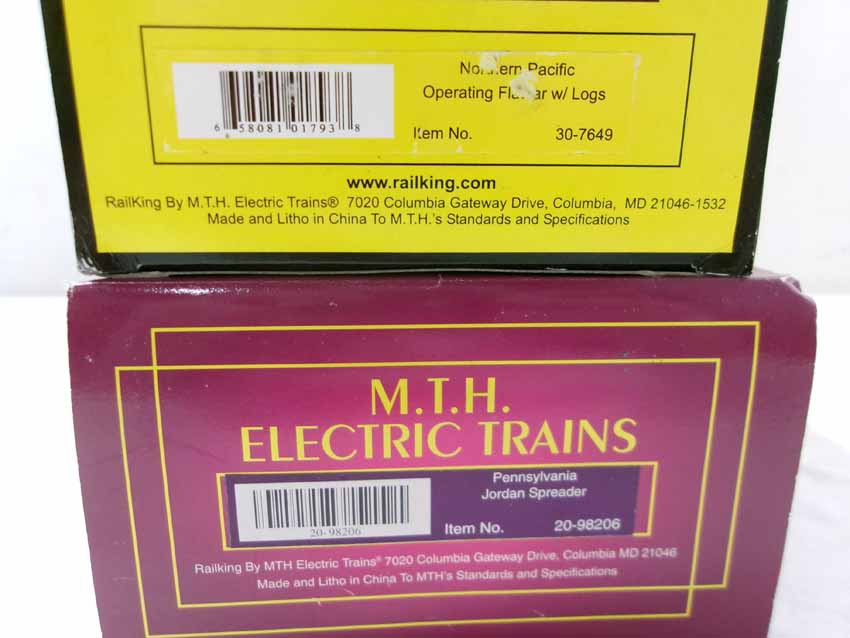 Pacific
Operating w/ Logs
6 58081 01793 8
Item No. 30-7649
www.railking.com
RailKing By M.T.H. Electric Trains® 7020 Columbia Gateway Drive, Columbia, MD 21046-1532
Made and Litho in China To M.T.H.'s Standards and Specifications
M.T.H.
ELECTRIC TRAINS
Pennsylvania
Jordan Spreader
20-98206
Item No. 20-98206
Railking By MTH Electric Trains® 7020 Columbia Gateway Drive, Columbia MD 21046
Made and Litho in China To MTH's Standards and Specifications